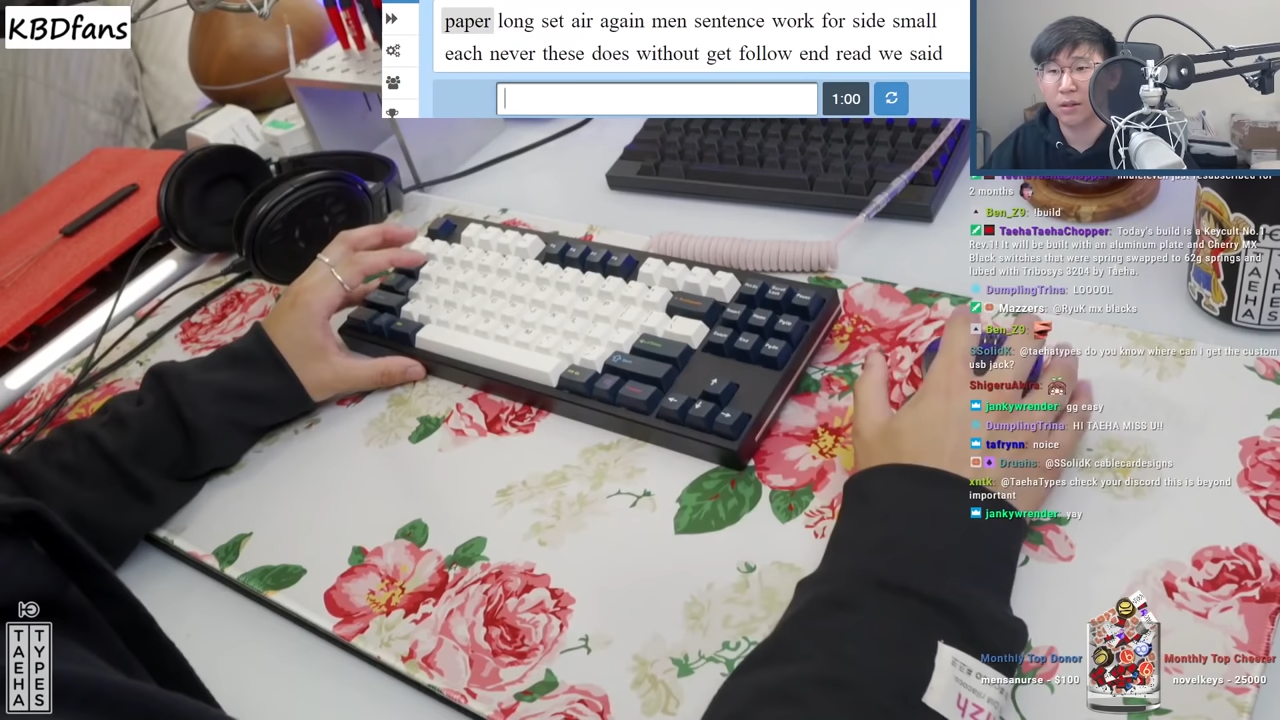 KBDfans
paper long set air again men sentence work for side small
each never these does without get follow end read we said
1:00
2 months
Ben_Z9: !build
TaehaTaehaChopper: Today's build is a Keycult No. 1
Rev.1! It will be built with an aluminum plate and Cherry MX
Black switches that were spring swapped to 62g springs and
lubed with Tribosys 3204 by Taeha.
DumplingTrina: LOOOOL
Mazzers: @RyuK mx blacks
Ben_Z9:
SSolidK: @taehatypes do you know where can i get the custom
usb jack?
ShigeruAkira:
jankywrender: gg easy
DumplingTrina: HI TAEHA MISS U!!
tafrynn: noice
Druahs: @SSolidK cablecardesigns
xntk: @TaehaTypes check your discord this is beyond
important
jankywrender: yay
TAEHA
TYPES
Monthly Top Donor
mensanurse - $100
Monthly Top Cheerer
novelkeys - 25000